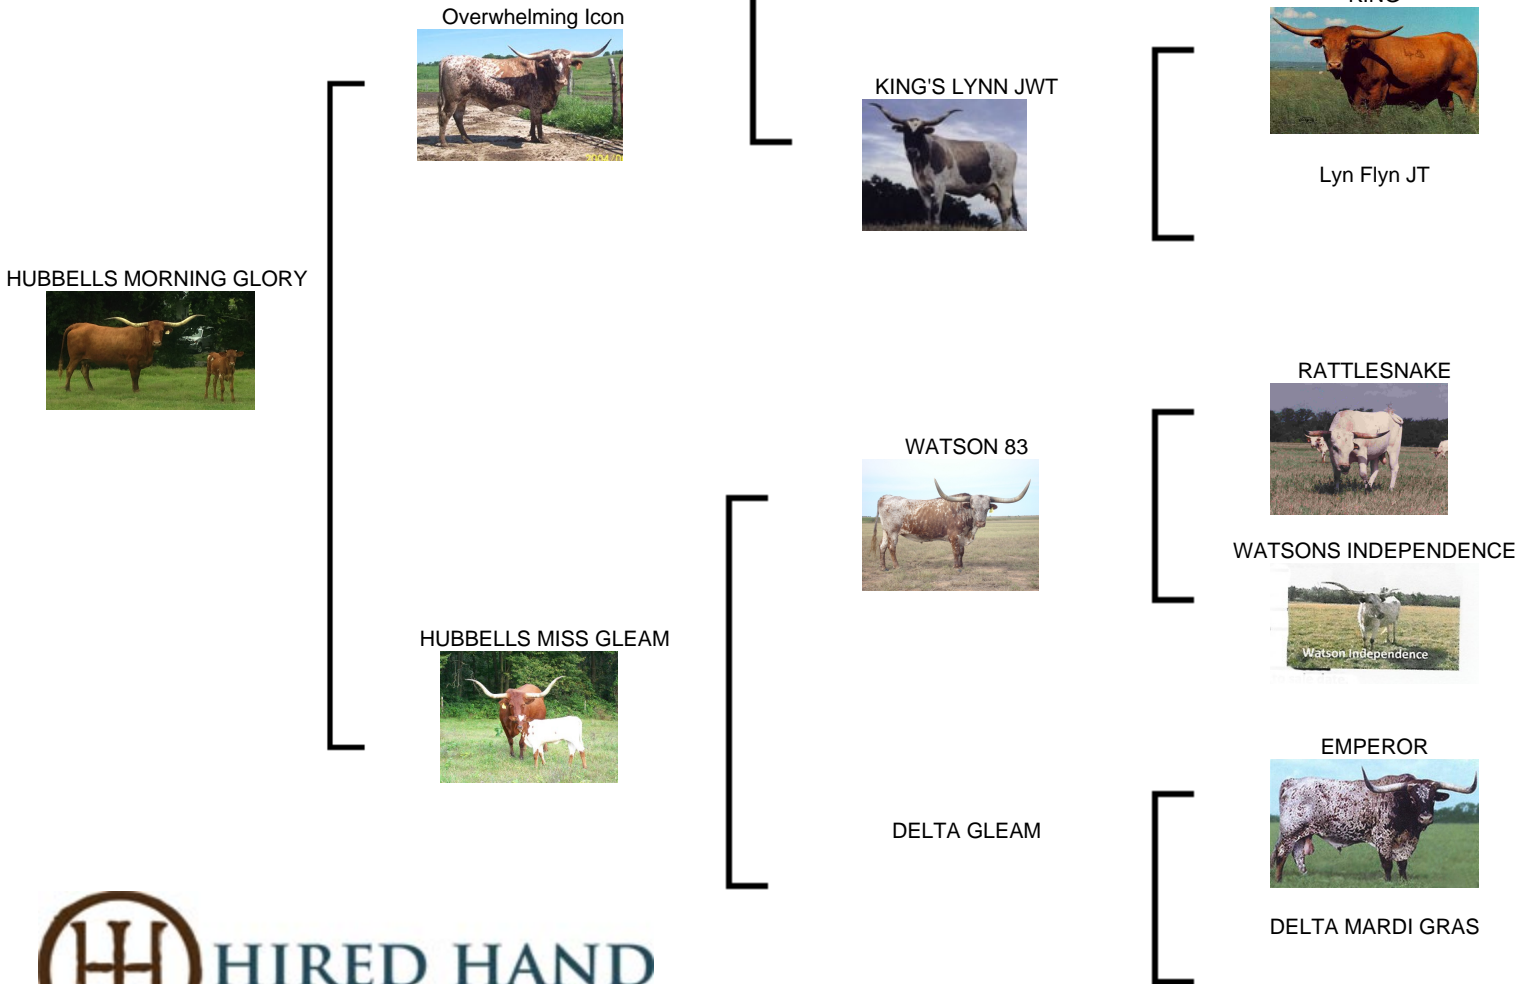 KING
Overwhelming Icon
KING'S LYNN JWT
Lyn Flyn JT
HUBBELLS MORNING GLORY
RATTLESNAKE
WATSON 83
WATSONS INDEPENDENCE
Watson Independence
HUBBELLS MISS GLEAM
EMPEROR
DELTA GLEAM
DELTA MARDI GRAS
HIRED HAND